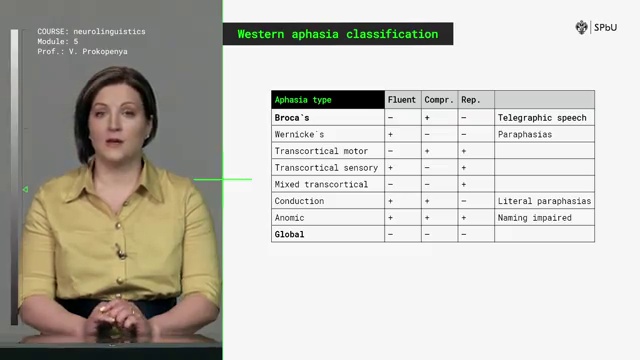 COURSE: neurolinguistics
Module: 5
Prof.: V. Prokopenya
Western aphasia classification
SPbU
Aphasia type Fluent Compr. Rep.
Broca`s – + – Telegraphic speech
Wernicke`s + – – Paraphasias
Transcortical motor – + +
Transcortical sensory + – +
Mixed transcortical – – +
Conduction + + – Literal paraphasias
Anomic + + + Naming impaired
Global – – –